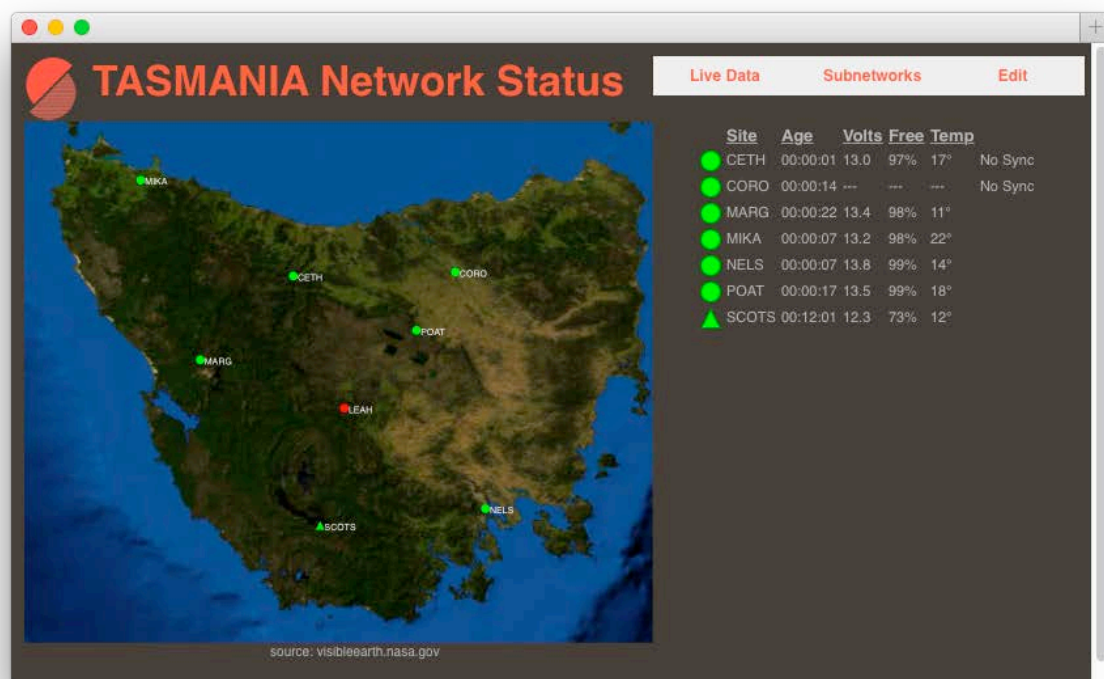 TASMANIA Network Status
Live Data Subnetworks Edit
Site Age Volts Free Temp
CETH 00:00:01 13.0 97% 17° No Sync
CORO 00:00:14 --- --- --- No Sync
MARG 00:00:22 13.4 98% 11°
MIKA 00:00:07 13.2 98% 22°
NELS 00:00:07 13.8 99% 14°
POAT 00:00:17 13.5 99% 18°
SCOTS 00:12:01 12.3 73% 12°
MIKA
CETH
CORO
POAT
MARG
LEAH
NELS
SCOTS
source: visibleearth.nasa.gov